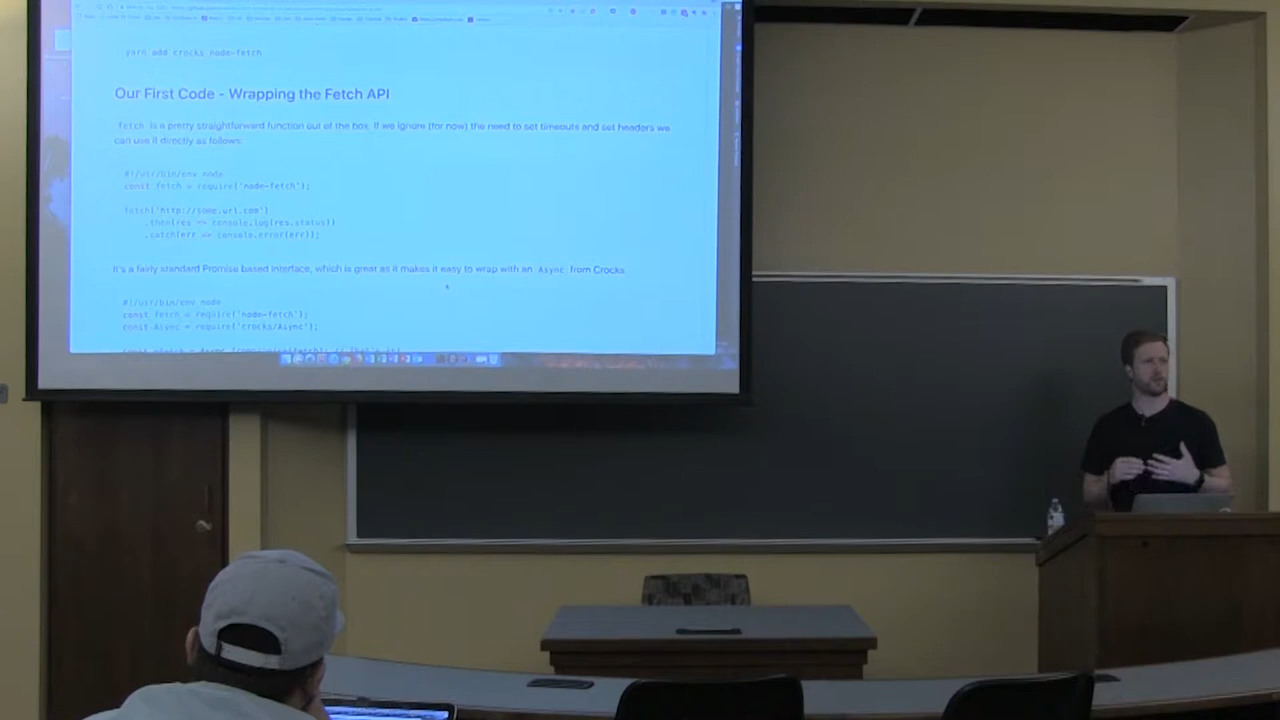 yarn add crocks node-fetch
Our First Code - Wrapping the Fetch API
fetch is a pretty straightforward function out of the box. If we ignore (for now) the need to set timeouts and set headers we
can use it directly as follows:
#!/usr/bin/env node
const fetch = require('node-fetch');
fetch('http://some.url.com')
.then(res => console.log(res.status))
.catch(err => console.error(err));
It's a fairly standard Promise based interface, which is great as it makes it easy to wrap with an Async from Crocks
#!/usr/bin/env node
const fetch = require('node-fetch');
const Async = require('crocks/Async');